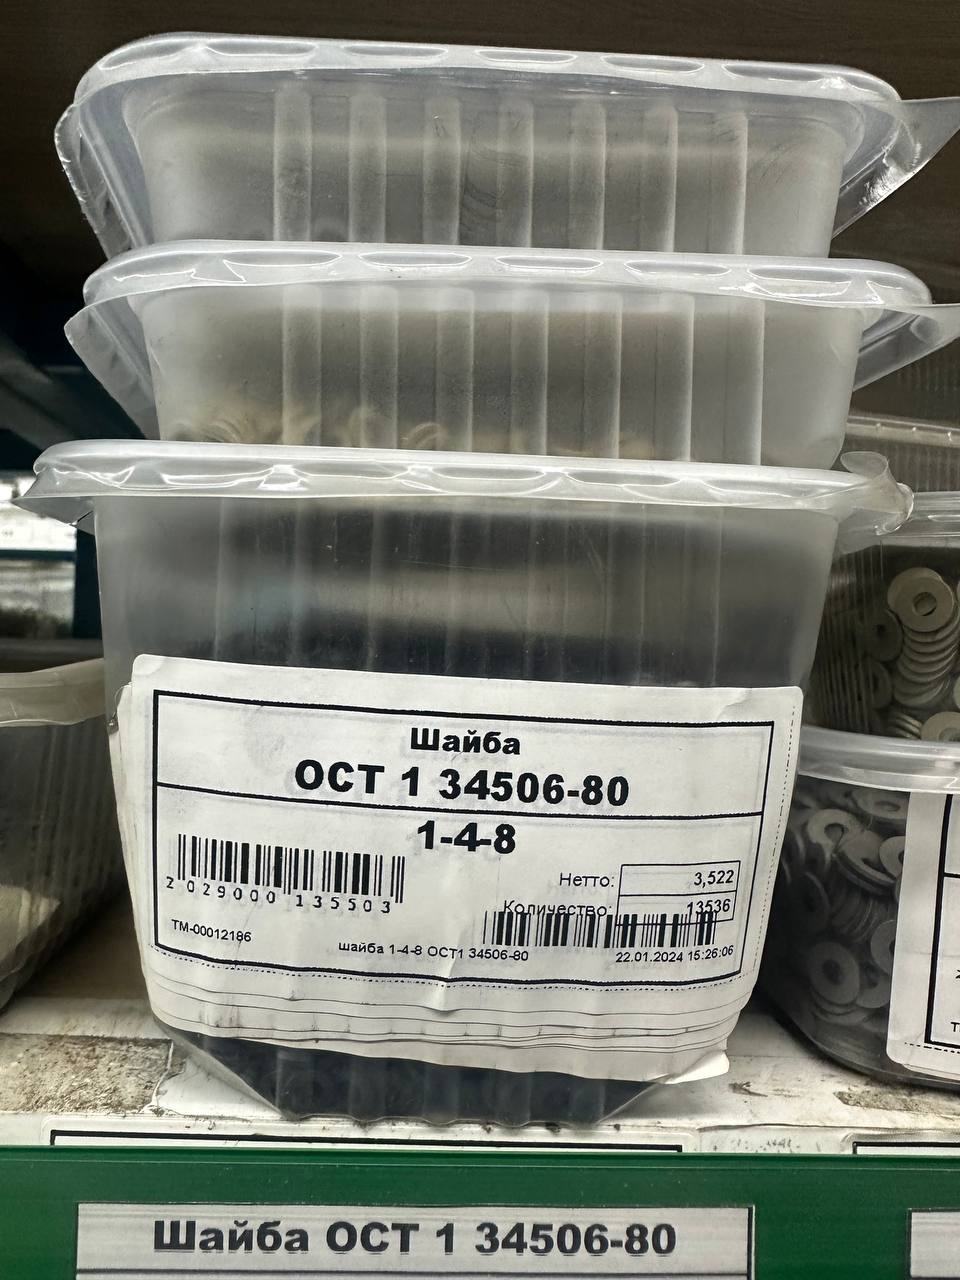 Шайба
ОСТ 1 34506-80
1-4-8
Нетто: 3,522
Количество: 13536
2 029000 135503
ТМ-00012186
шайба 1-4-8 ОСТ1 34506-80
22.01.2024 15:26:06
Шайба ОСТ 1 34506-80